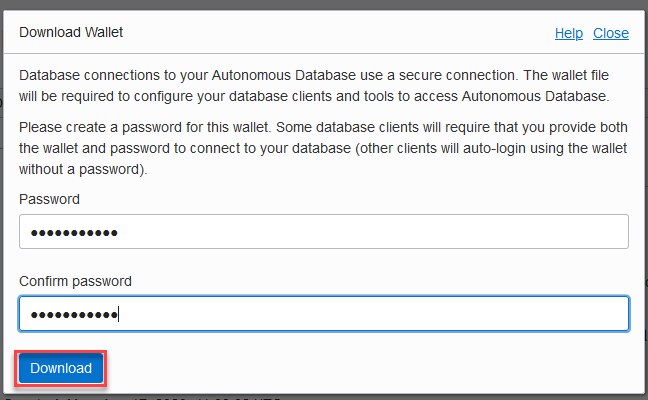 Download Wallet
Help Close
Database connections to your Autonomous Database use a secure connection. The wallet file
will be required to configure your database clients and tools to access Autonomous Database.
Please create a password for this wallet. Some database clients will require that you provide both
the wallet and password to connect to your database (other clients will auto-login using the wallet
without a password).
Password
●●●●●●●●●●●
Confirm password
●●●●●●●●●●●
Download